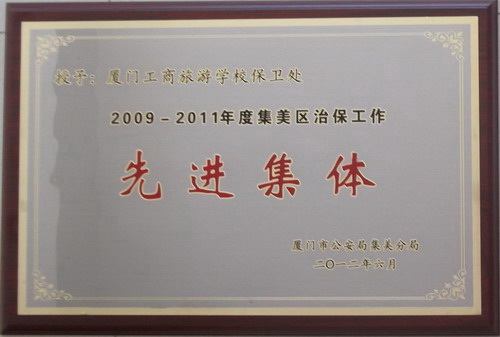 授予：厦门工商旅游学校保卫处
2009－2011年度集美区治保工作
先进集体
厦门市公安局集美分局
二〇一二年六月